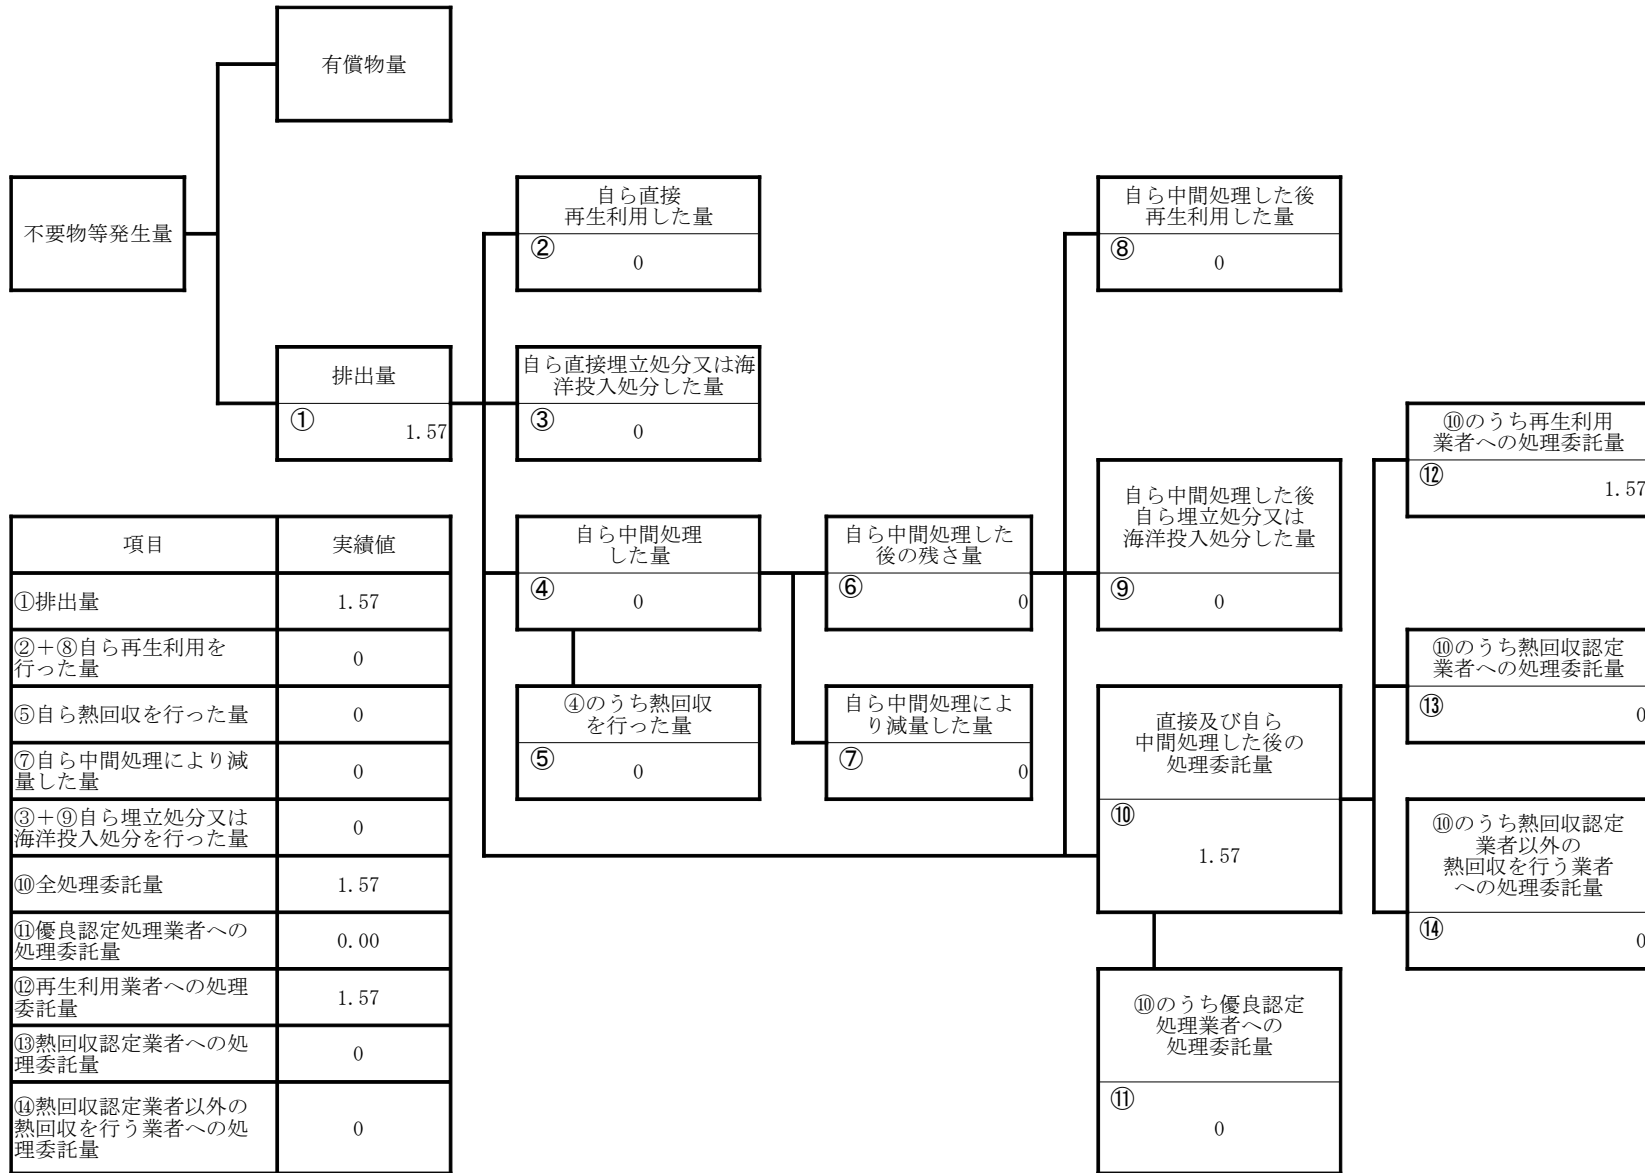 有償物量
不要物等発生量
排出量
①
1.57
自ら直接
再生利用した量
②
0
自ら直接埋立処分又は海
洋投入処分した量
③
0
自ら中間処理
した量
④
0
④のうち熱回収
を行った量
⑤
0
自ら中間処理した
後の残さ量
⑥
0
自ら中間処理によ
り減量した量
⑦
0
自ら中間処理した後
再生利用した量
⑧
0
自ら中間処理した後
自ら埋立処分又は
海洋投入処分した量
⑨
0
直接及び自ら
中間処理した後の
処理委託量
⑩
1.57
⑩のうち優良認定
処理業者への
処理委託量
⑪
0
⑩のうち再生利用
業者への処理委託量
⑫
1.57
⑩のうち熱回収認定
業者への処理委託量
⑬
0
⑩のうち熱回収認定
業者以外の
熱回収を行う業者
への処理委託量
⑭
0
項目 実績値
①排出量 1.57
②+⑧自ら再生利用を
行った量 0
⑤自ら熱回収を行った量 0
⑦自ら中間処理により減
量した量 0
③+⑨自ら埋立処分又は
海洋投入処分を行った量 0
⑩全処理委託量 1.57
⑪優良認定処理業者への
処理委託量 0.00
⑫再生利用業者への処理
委託量 1.57
⑬熱回収認定業者への処
理委託量 0
⑭熱回収認定業者以外の
熱回収を行う業者への処
理委託量 0